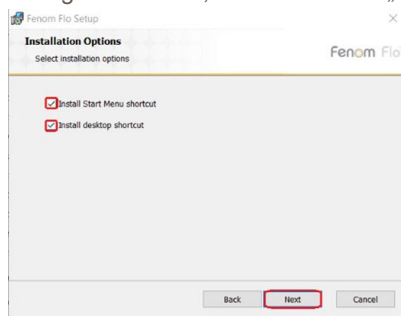 Fenom Flo Setup
Installation Options
Select installation options
Fenom Flo
Install Start Menu shortcut
Install desktop shortcut
Back
Next
Cancel